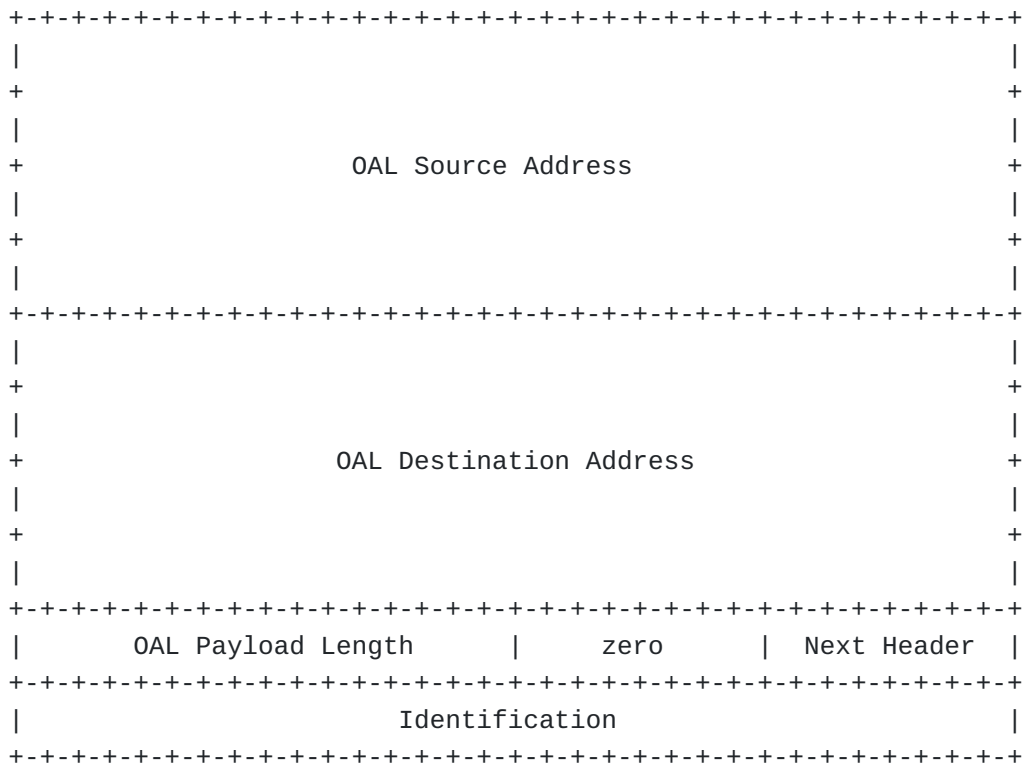 OAL Source Address
OAL Destination Address
OAL Payload Length | zero | Next Header
Identification